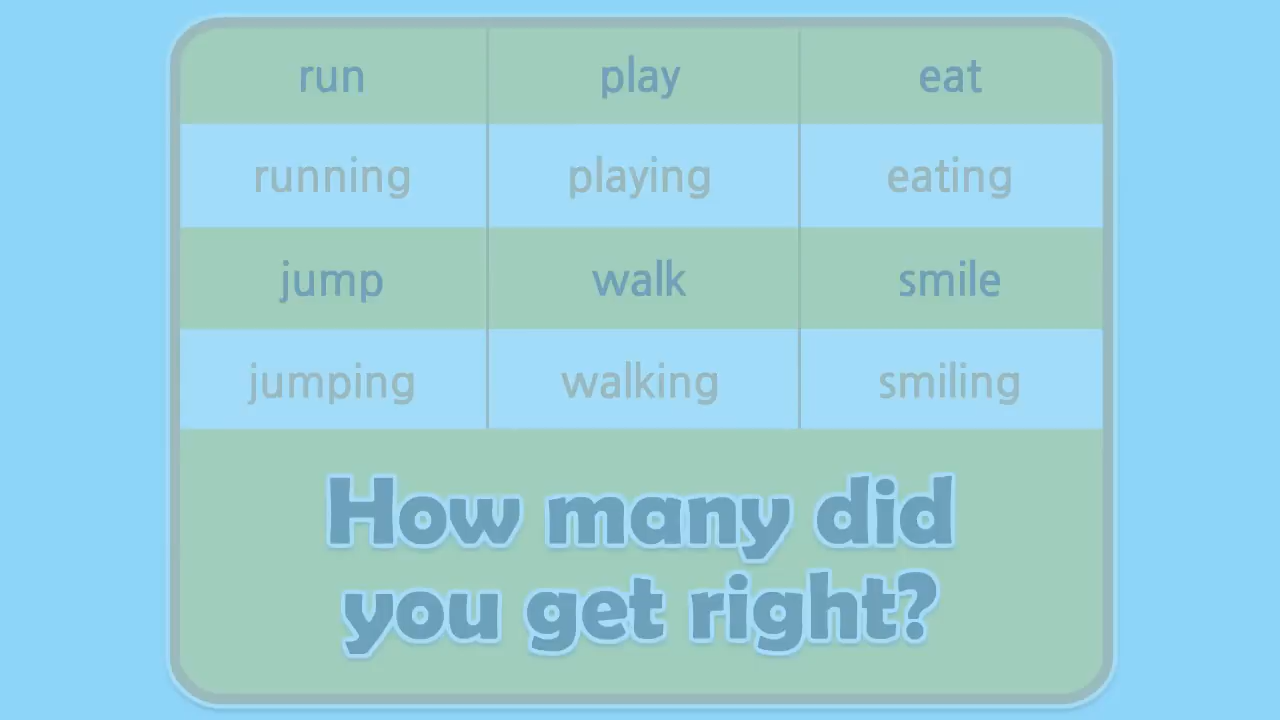 run play eat
running playing eating
jump walk smile
jumping walking smiling
How many did
you get right?